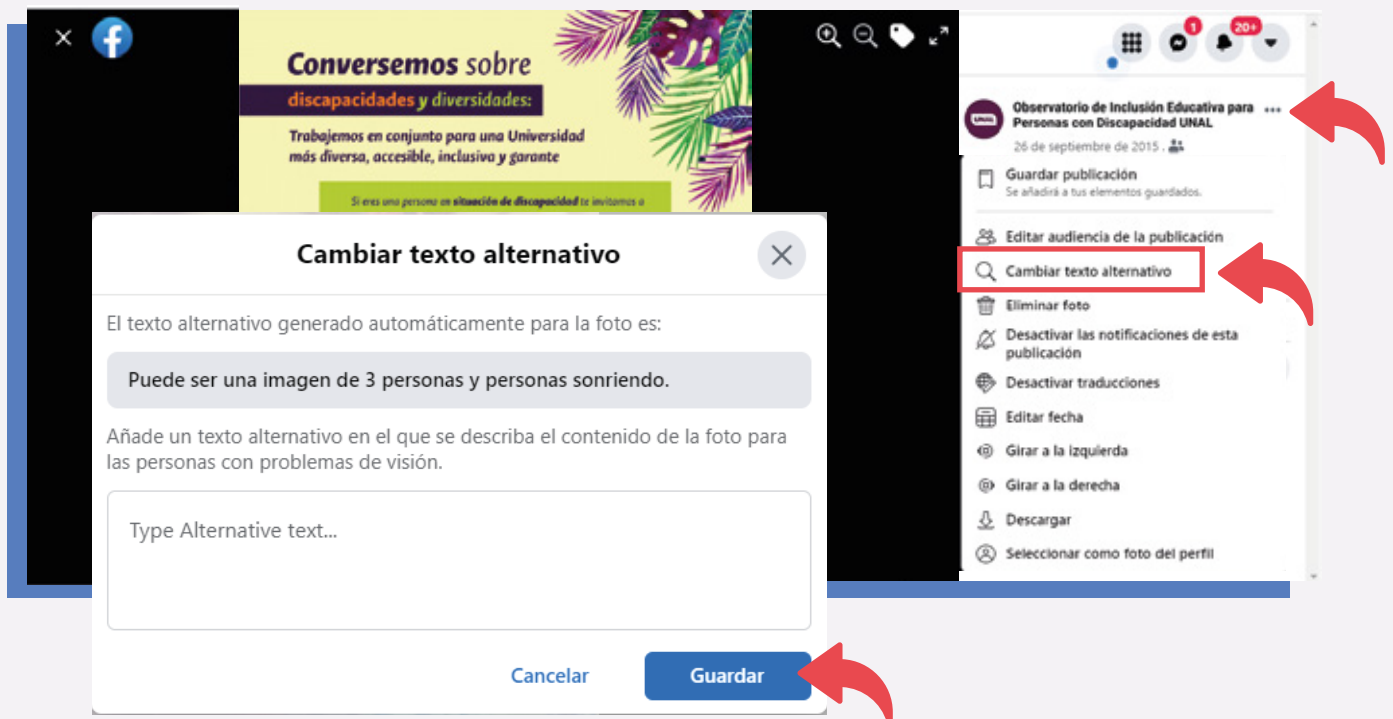 Conversemos sobre
discapacidades y diversidades:
Trabajemos en conjunto para una Universidad
más diversa, accesible, inclusiva y garante
Si eres una persona en situación de discapacidad te invitamos a
Cambiar texto alternativo
El texto alternativo generado automáticamente para la foto es:
Puede ser una imagen de 3 personas y personas sonriendo.
Añade un texto alternativo en el que se describa el contenido de la foto para
las personas con problemas de visión.
Type Alternative text...
Cancelar
Guardar
1
20+
UNAL
Observatorio de Inclusión Educativa para
Personas con Discapacidad UNAL
26 de septiembre de 2015 .
Guardar publicación
Se añadirá a tus elementos guardados.
Editar audiencia de la publicación
Cambiar texto alternativo
Eliminar foto
Desactivar las notificaciones de esta
publicación
Desactivar traducciones
Editar fecha
Girar a la izquierda
Girar a la derecha
Descargar
Seleccionar como foto del perfil